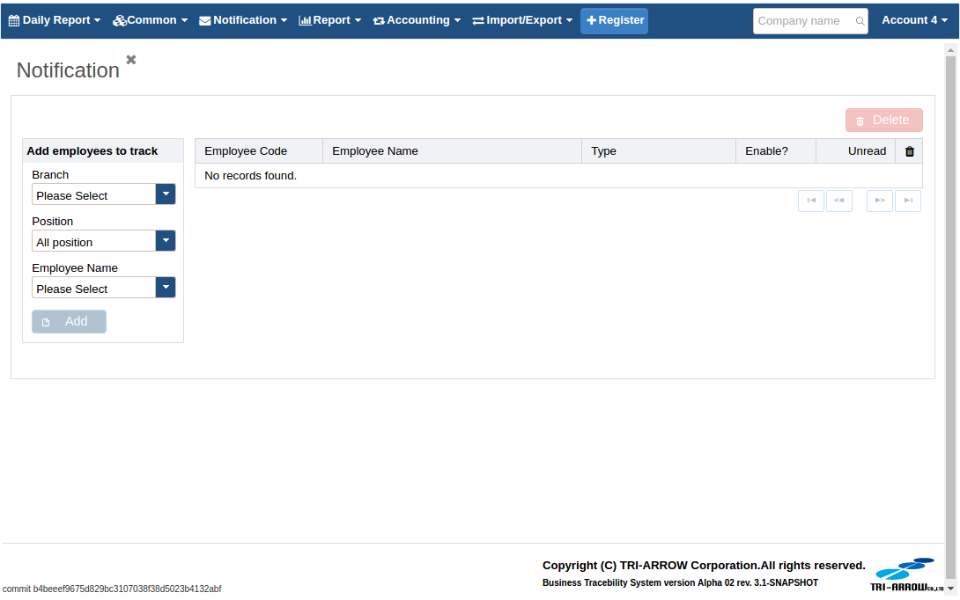 Daily Report Common Notification Report Accounting Import/Export Register Company name Account 4
Notification
Delete
Add employees to track
Employee Code Employee Name Type Enable? Unread
No records found.
Branch
Please Select
Position
All position
Employee Name
Please Select
Add
Copyright (C) TRI-ARROW Corporation.All rights reserved.
Business Tracebility System version Alpha 02 rev. 3.1-SNAPSHOT
TRI-ARROW
commit b4beeef9675d829bc3107038f38d5023b4132abf